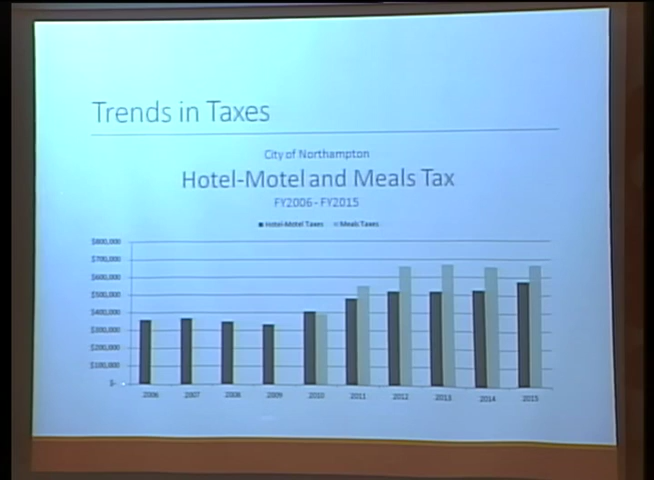 Trends in Taxes
City of Northampton
Hotel-Motel and Meals Tax
FY2006 - FY2015
Hotel-Motel Taxes Meals Taxes
$800,000
$700,000
$600,000
$500,000
$400,000
$300,000
$200,000
$100,000
$-
2006 2007 2008 2009 2010 2011 2012 2013 2014 2015